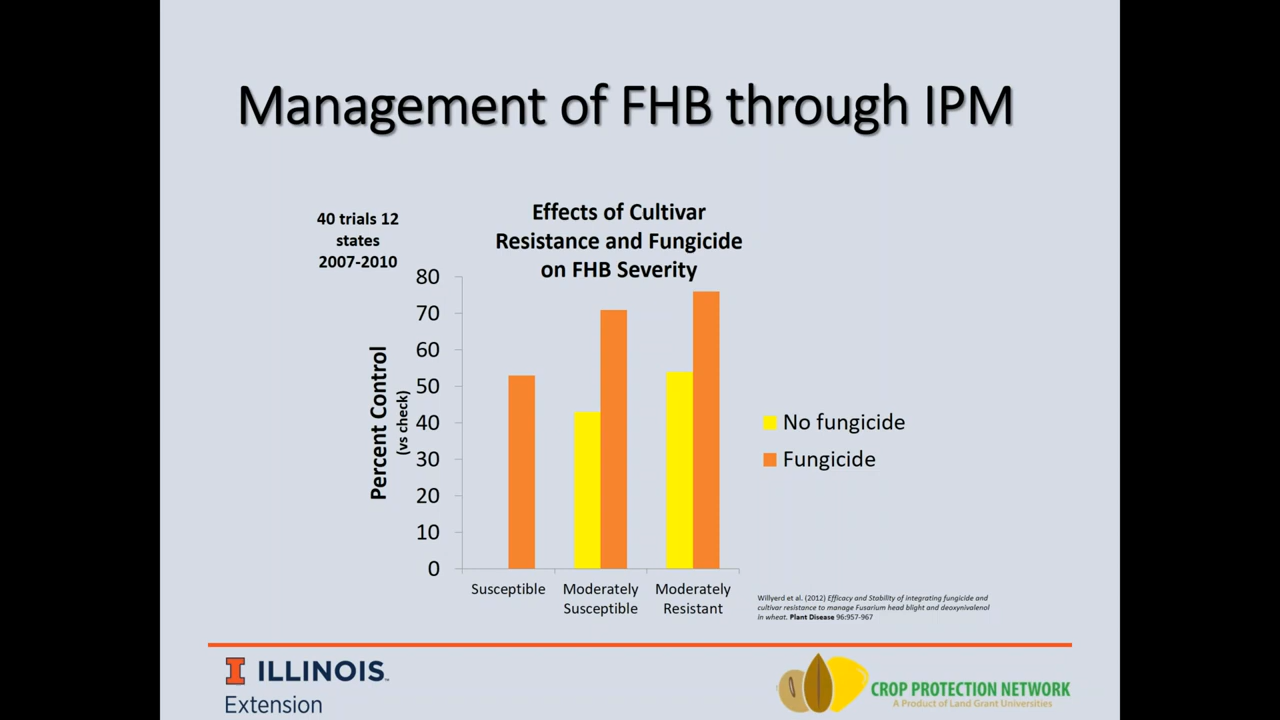 Management of FHB through IPM
40 trials 12
states
2007-2010
Effects of Cultivar
Resistance and Fungicide
on FHB Severity
80
70
60
50
40
30
20
10
0
Percent Control
(vs check)
Susceptible
Moderately
Susceptible
Moderately
Resistant
No fungicide
Fungicide
Willyerd et al. (2012) Efficacy and Stability of integrating fungicide and
cultivar resistance to manage Fusarium head blight and deoxynivalenol
in wheat. Plant Disease 96:957-967
I ILLINOIS
Extension
CROP PROTECTION NETWORK
A Product of Land Grant Universities